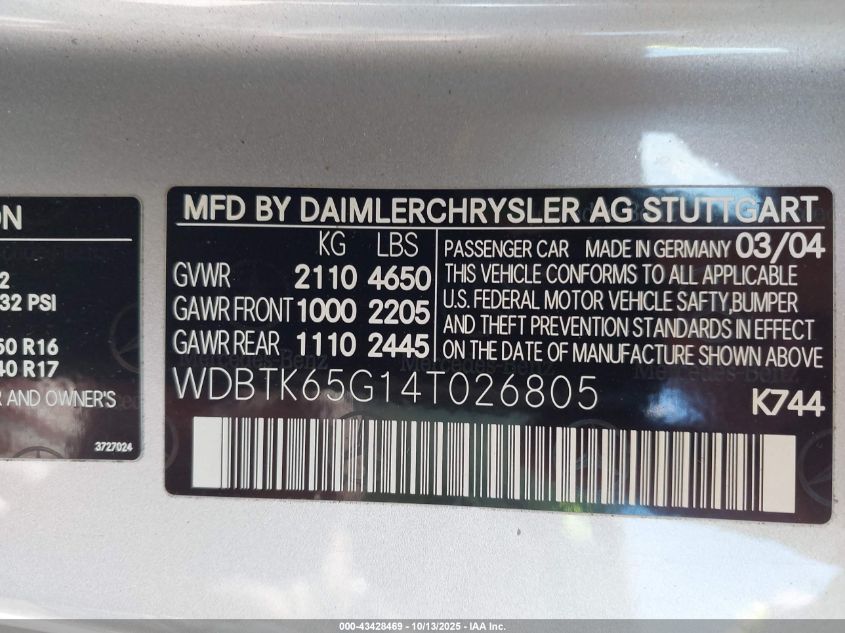 ON
2
32 PSI
50 R16
40 R17
R AND OWNER'S
3727024
MFD BY DAIMLERCHRYSLER AG STUTTGART
KG LBS
GVWR 2110 4650
GAWR FRONT 1000 2205
GAWR REAR 1110 2445
PASSENGER CAR MADE IN GERMANY 03/04
THIS VEHICLE CONFORMS TO ALL APPLICABLE
U.S. FEDERAL MOTOR VEHICLE SAFTY,BUMPER
AND THEFT PREVENTION STANDARDS IN EFFECT
ON THE DATE OF MANUFACTURE SHOWN ABOVE
Mercedes-Benz
WDBTK65G14T026805
K744
000-43428469 - 10/13/2025 - IAA Inc.